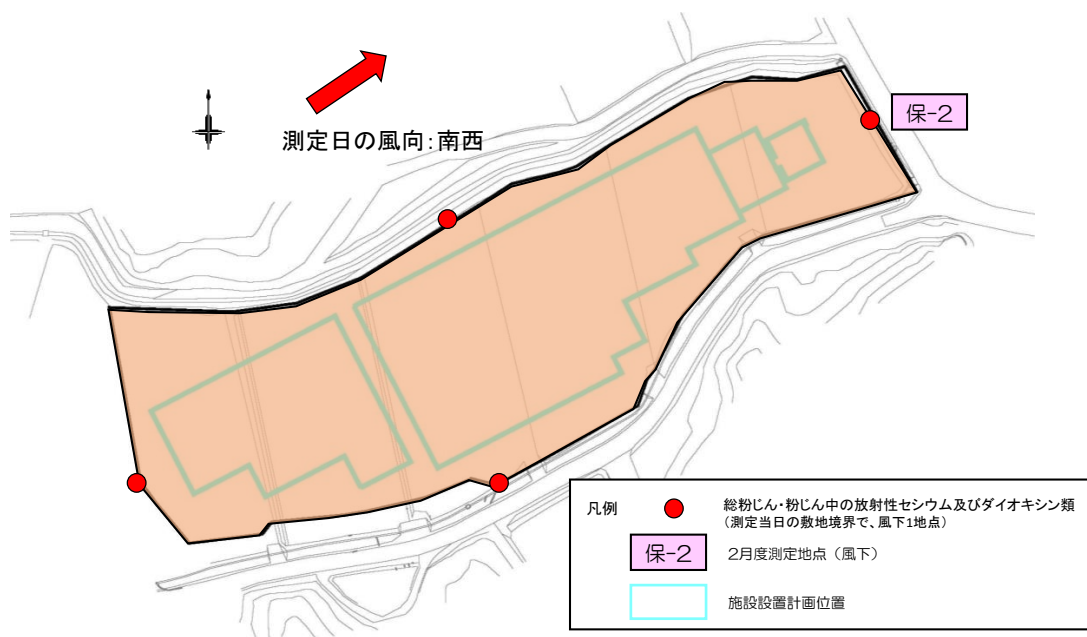 保-2
測定日の風向:南西
凡例
総粉じん・粉じん中の放射性セシウム及びダイオキシン類
(測定当日の敷地境界で、風下1地点)
保-2
2月度測定地点(風下)
施設設置計画位置